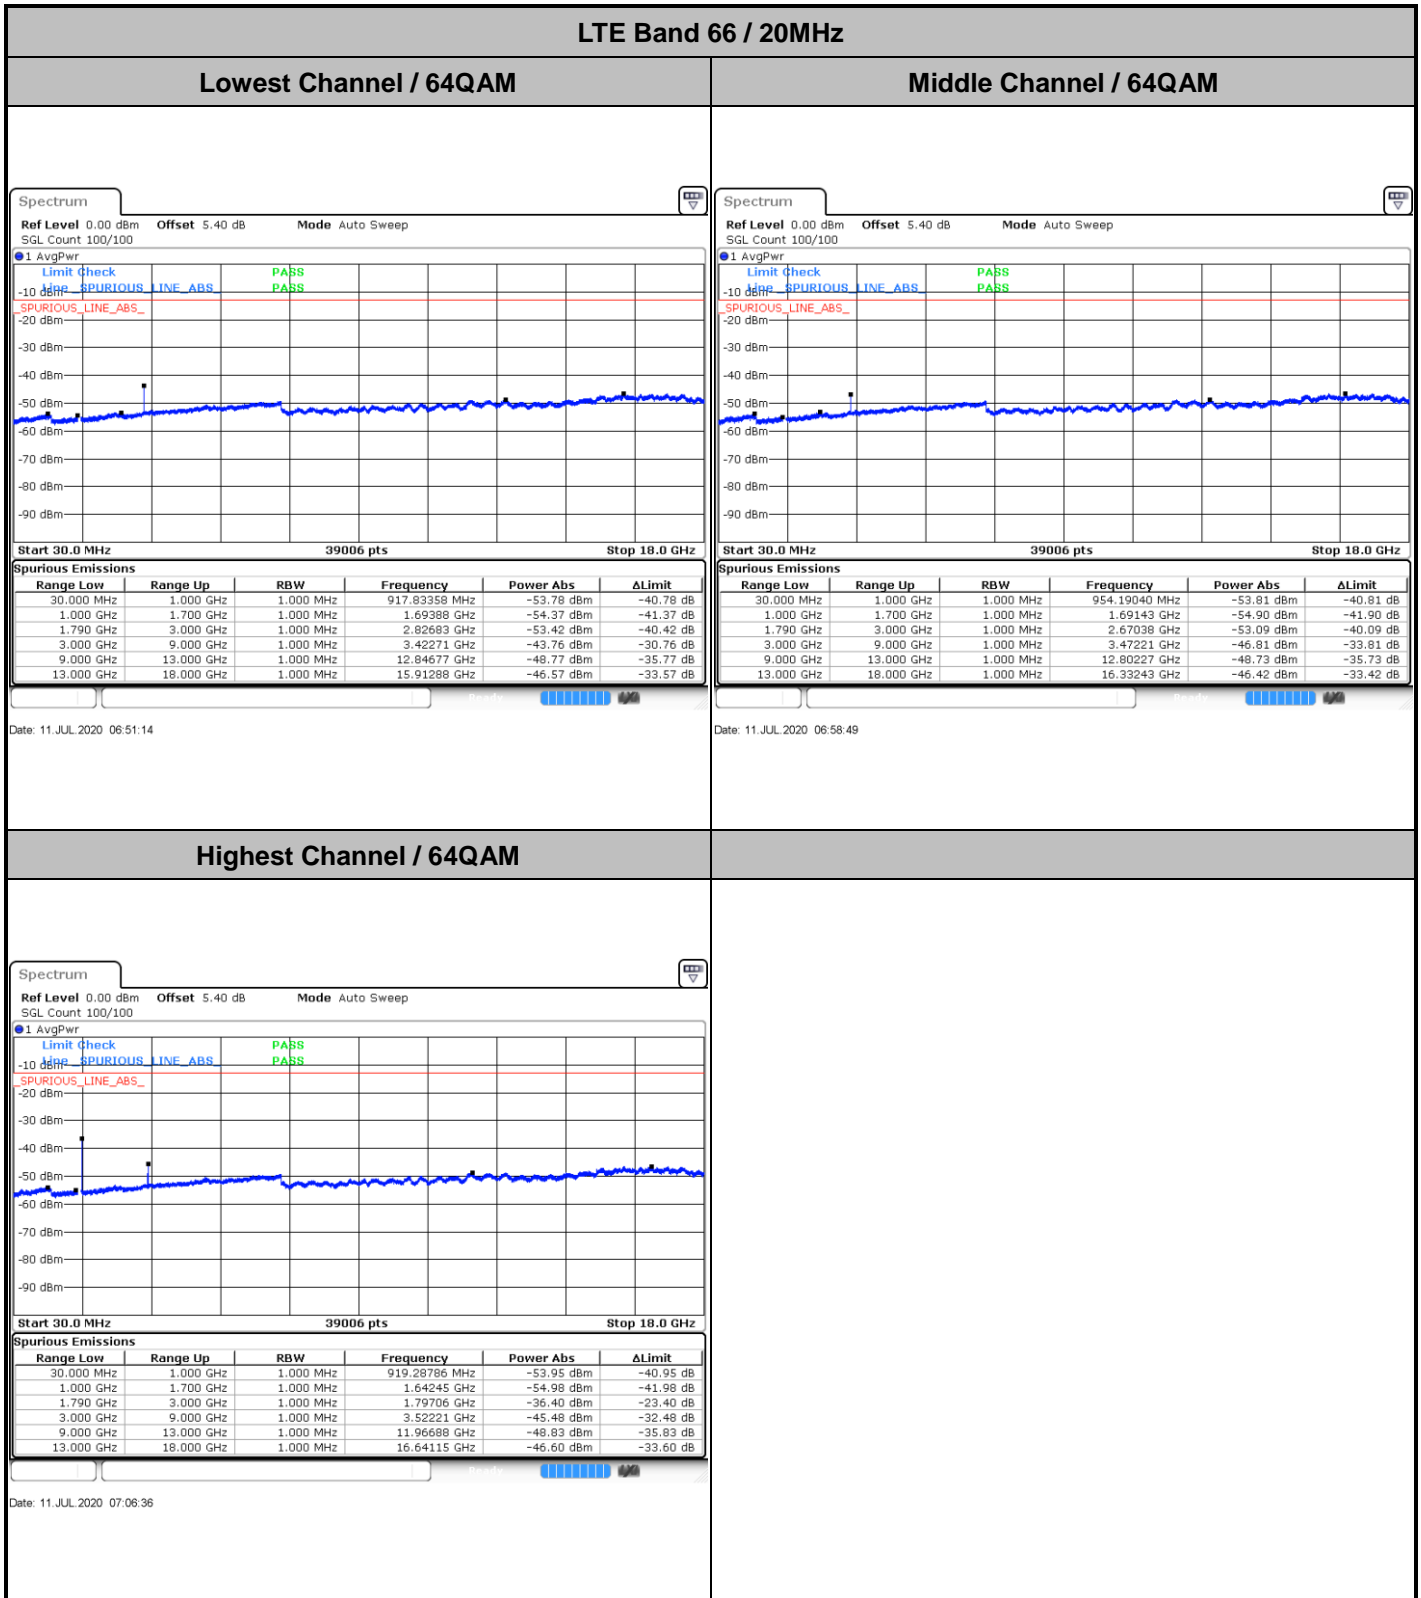 LTE Band 66 / 20MHz
Lowest Channel / 64QAM
Middle Channel / 64QAM
Spectrum
Ref Level 0.00 dBm Offset 5.40 dB Mode Auto Sweep
SGL Count 100/100
1 AvgPwr
Limit Check PASS
Line _SPURIOUS_LINE_ABS_ PASS
-10 dBm
_SPURIOUS_LINE_ABS_
-20 dBm
-30 dBm
-40 dBm
-50 dBm
-60 dBm
-70 dBm
-80 dBm
-90 dBm
Start 30.0 MHz 39006 pts Stop 18.0 GHz
Spurious Emissions
Range Low Range Up RBW Frequency Power Abs ΔLimit
30.000 MHz 1.000 GHz 1.000 MHz 917.83358 MHz -53.78 dBm -40.78 dB
1.000 GHz 1.700 GHz 1.000 MHz 1.69388 GHz -54.37 dBm -41.37 dB
1.790 GHz 3.000 GHz 1.000 MHz 2.82683 GHz -53.42 dBm -40.42 dB
3.000 GHz 9.000 GHz 1.000 MHz 3.42271 GHz -43.76 dBm -30.76 dB
9.000 GHz 13.000 GHz 1.000 MHz 12.84677 GHz -48.77 dBm -35.77 dB
13.000 GHz 18.000 GHz 1.000 MHz 15.91288 GHz -46.57 dBm -33.57 dB
Ready
Date: 11.JUL.2020 06:51:14
Spectrum
Ref Level 0.00 dBm Offset 5.40 dB Mode Auto Sweep
SGL Count 100/100
1 AvgPwr
Limit Check PASS
Line _SPURIOUS_LINE_ABS_ PASS
-10 dBm
_SPURIOUS_LINE_ABS_
-20 dBm
-30 dBm
-40 dBm
-50 dBm
-60 dBm
-70 dBm
-80 dBm
-90 dBm
Start 30.0 MHz 39006 pts Stop 18.0 GHz
Spurious Emissions
Range Low Range Up RBW Frequency Power Abs ΔLimit
30.000 MHz 1.000 GHz 1.000 MHz 954.19040 MHz -53.81 dBm -40.81 dB
1.000 GHz 1.700 GHz 1.000 MHz 1.69143 GHz -54.90 dBm -41.90 dB
1.790 GHz 3.000 GHz 1.000 MHz 2.67038 GHz -53.09 dBm -40.09 dB
3.000 GHz 9.000 GHz 1.000 MHz 3.47221 GHz -46.81 dBm -33.81 dB
9.000 GHz 13.000 GHz 1.000 MHz 12.80227 GHz -48.73 dBm -35.73 dB
13.000 GHz 18.000 GHz 1.000 MHz 16.33243 GHz -46.42 dBm -33.42 dB
Ready
Date: 11.JUL.2020 06:58:49
Highest Channel / 64QAM
Spectrum
Ref Level 0.00 dBm Offset 5.40 dB Mode Auto Sweep
SGL Count 100/100
1 AvgPwr
Limit Check PASS
Line _SPURIOUS_LINE_ABS_ PASS
-10 dBm
_SPURIOUS_LINE_ABS_
-20 dBm
-30 dBm
-40 dBm
-50 dBm
-60 dBm
-70 dBm
-80 dBm
-90 dBm
Start 30.0 MHz 39006 pts Stop 18.0 GHz
Spurious Emissions
Range Low Range Up RBW Frequency Power Abs ΔLimit
30.000 MHz 1.000 GHz 1.000 MHz 919.28786 MHz -53.95 dBm -40.95 dB
1.000 GHz 1.700 GHz 1.000 MHz 1.64245 GHz -54.98 dBm -41.98 dB
1.790 GHz 3.000 GHz 1.000 MHz 1.79706 GHz -36.40 dBm -23.40 dB
3.000 GHz 9.000 GHz 1.000 MHz 3.52221 GHz -45.48 dBm -32.48 dB
9.000 GHz 13.000 GHz 1.000 MHz 11.96688 GHz -48.83 dBm -35.83 dB
13.000 GHz 18.000 GHz 1.000 MHz 16.64115 GHz -46.60 dBm -33.60 dB
Ready
Date: 11.JUL.2020 07:06:36